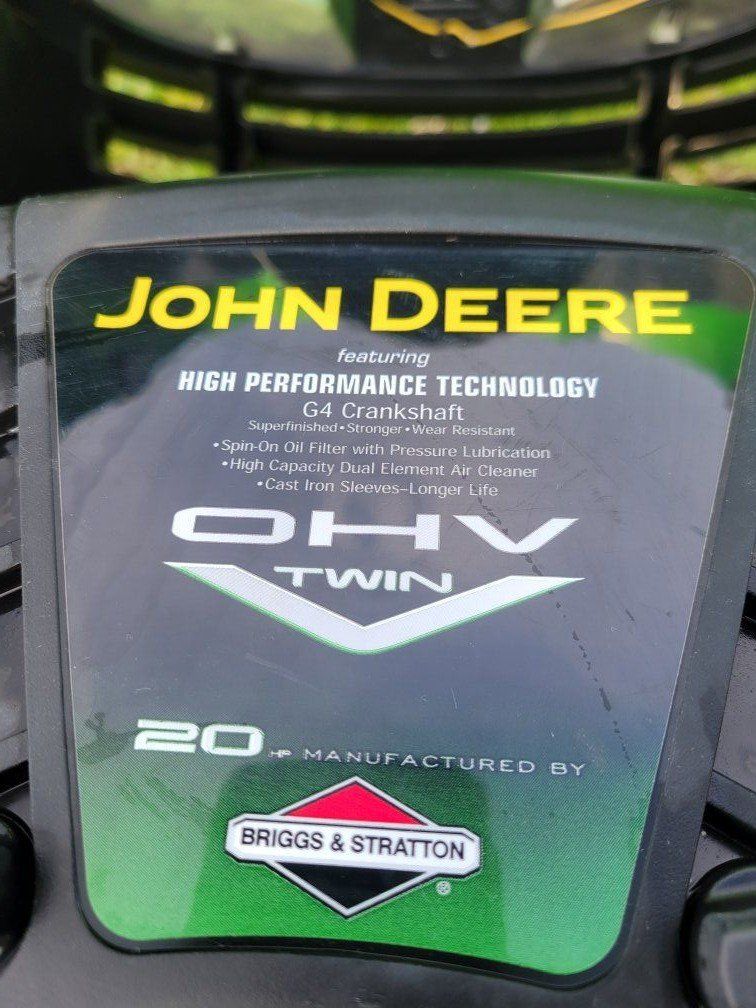 JOHN DEERE
featuring
HIGH PERFORMANCE TECHNOLOGY
G4 Crankshaft
Superfinished•Stronger•Wear Resistant
•Spin-On Oil Filter with Pressure Lubrication
•High Capacity Dual Element Air Cleaner
•Cast Iron Sleeves–Longer Life
OHV
TWIN
20 HP MANUFACTURED BY
BRIGGS & STRATTON ®